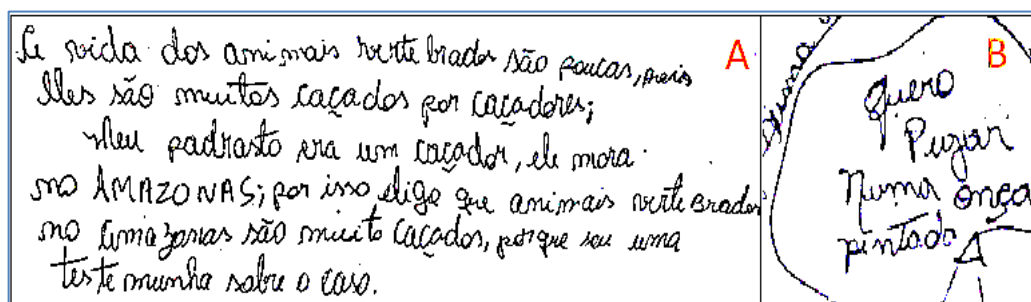 A vida dos animais vertebrados são poucas, pois
Eles são muitos caçados por caçadores;
Meu padrasto era um caçador, ele mora
no AMAZONAS; por isso, digo que animais vertebrados
no Amazonas são muito caçados, porque sou uma
testemunha sobre o caso.
A
B
Quero
Pegar
Numa onça
pintada